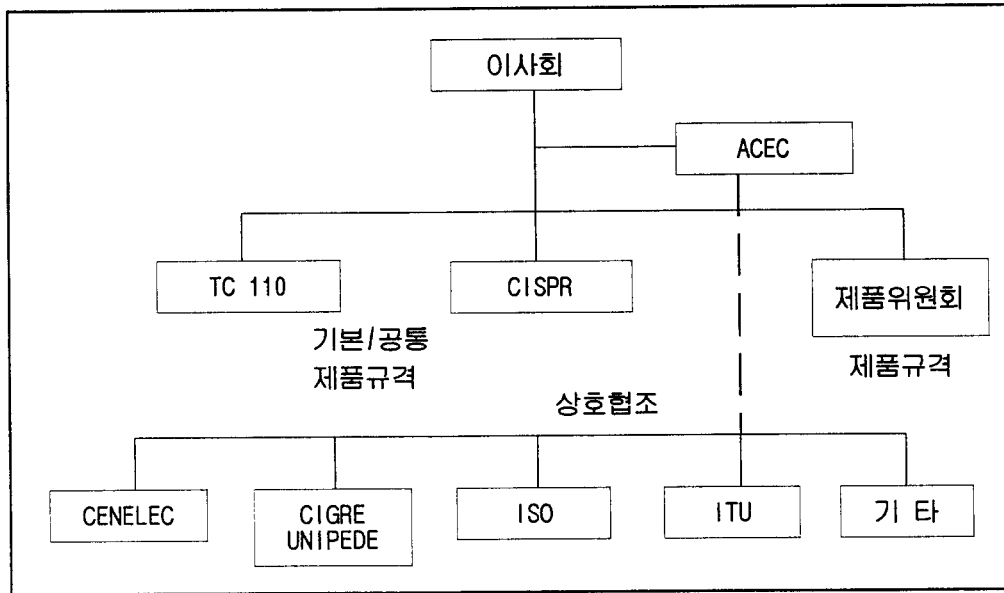 이사회
ACEC
TC 110
CISPR
제품위원회
기본/공통
제품규격
제품규격
상호협조
CENELEC
CIGRE
UNIPEDE
ISO
ITU
기 타